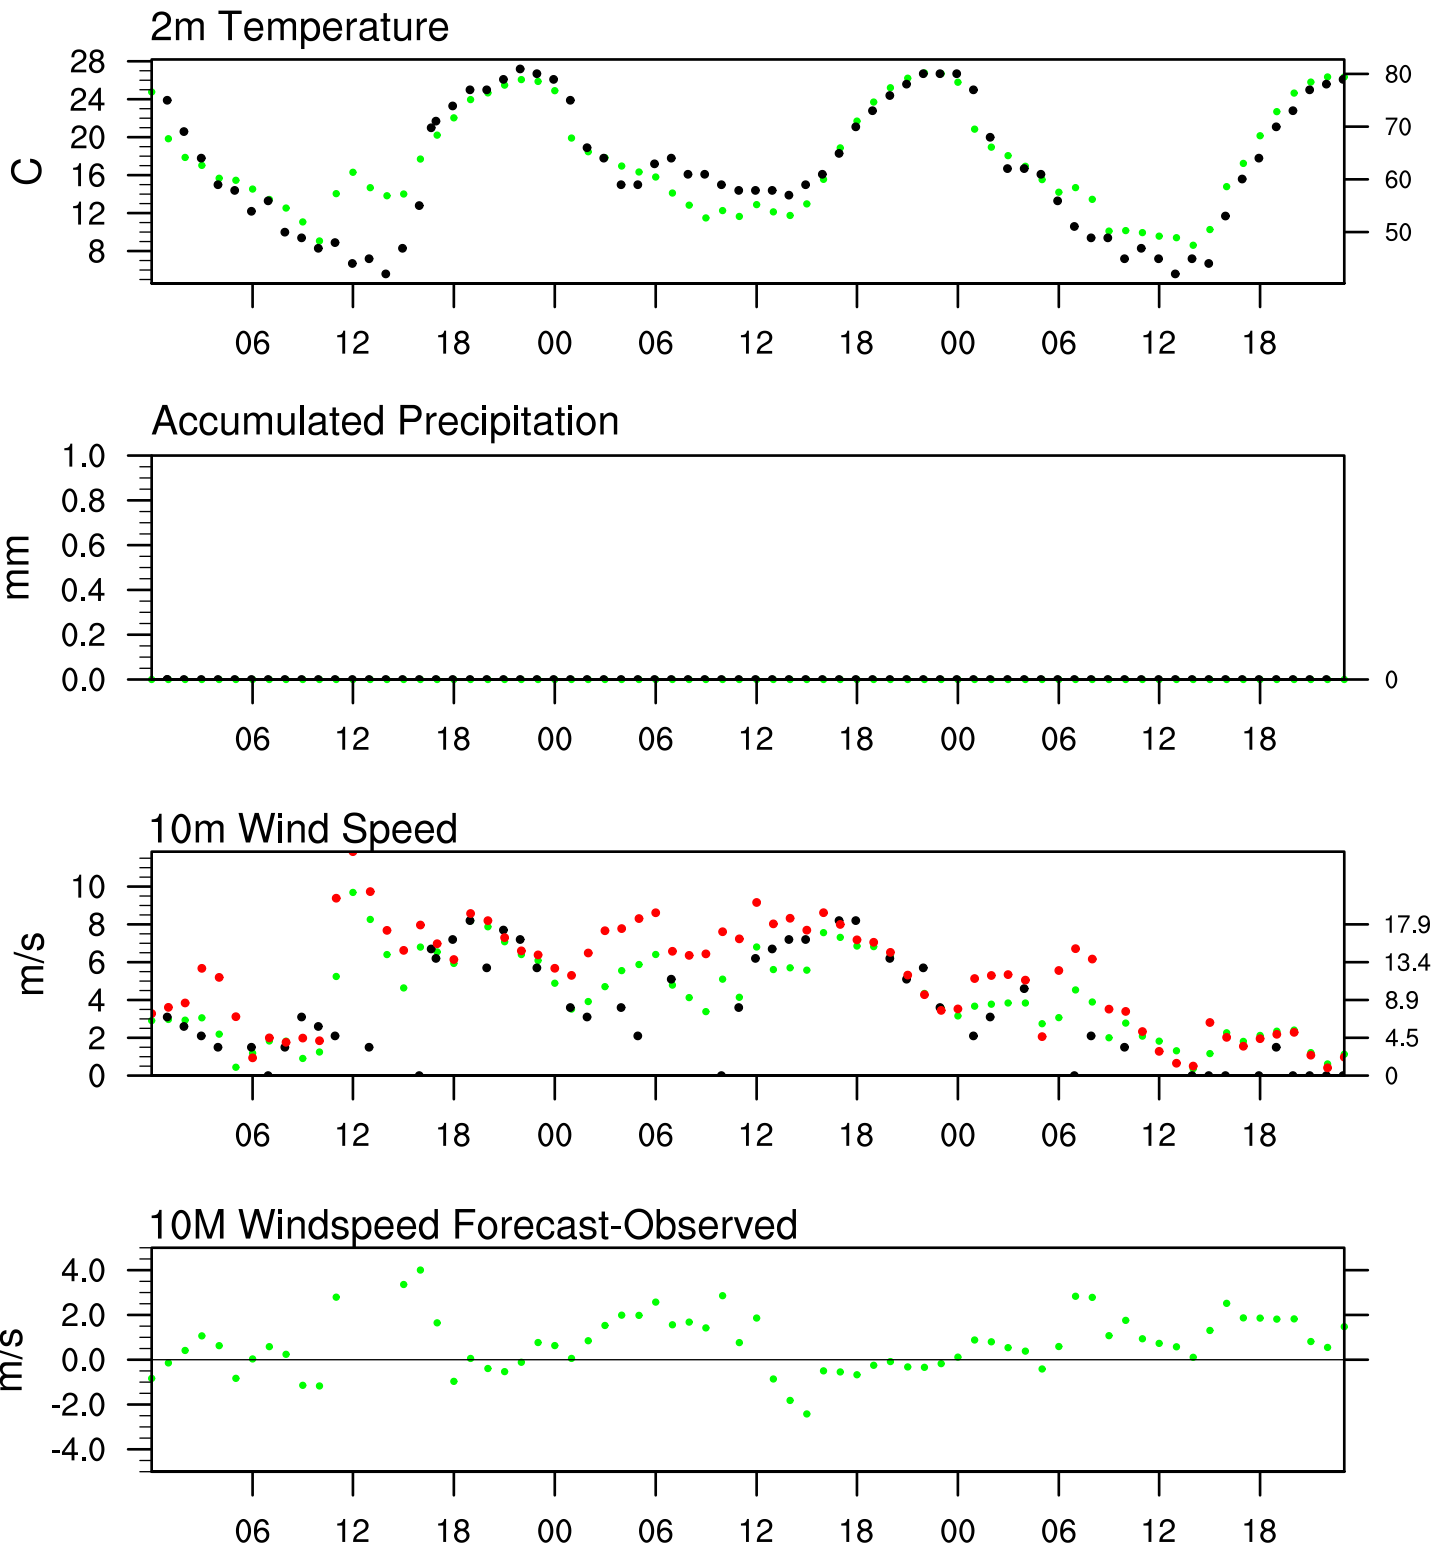 2m Temperature
28
24
20
16
12
8
C
80
70
60
50
06 12 18 00 06 12 18 00 06 12 18
Accumulated Precipitation
1.0
0.8
0.6
0.4
0.2
0.0
mm
0
06 12 18 00 06 12 18 00 06 12 18
10m Wind Speed
10
8
6
4
2
0
m/s
17.9
13.4
8.9
4.5
0
06 12 18 00 06 12 18 00 06 12 18
10M Windspeed Forecast-Observed
4.0
2.0
0.0
-2.0
-4.0
m/s
06 12 18 00 06 12 18 00 06 12 18